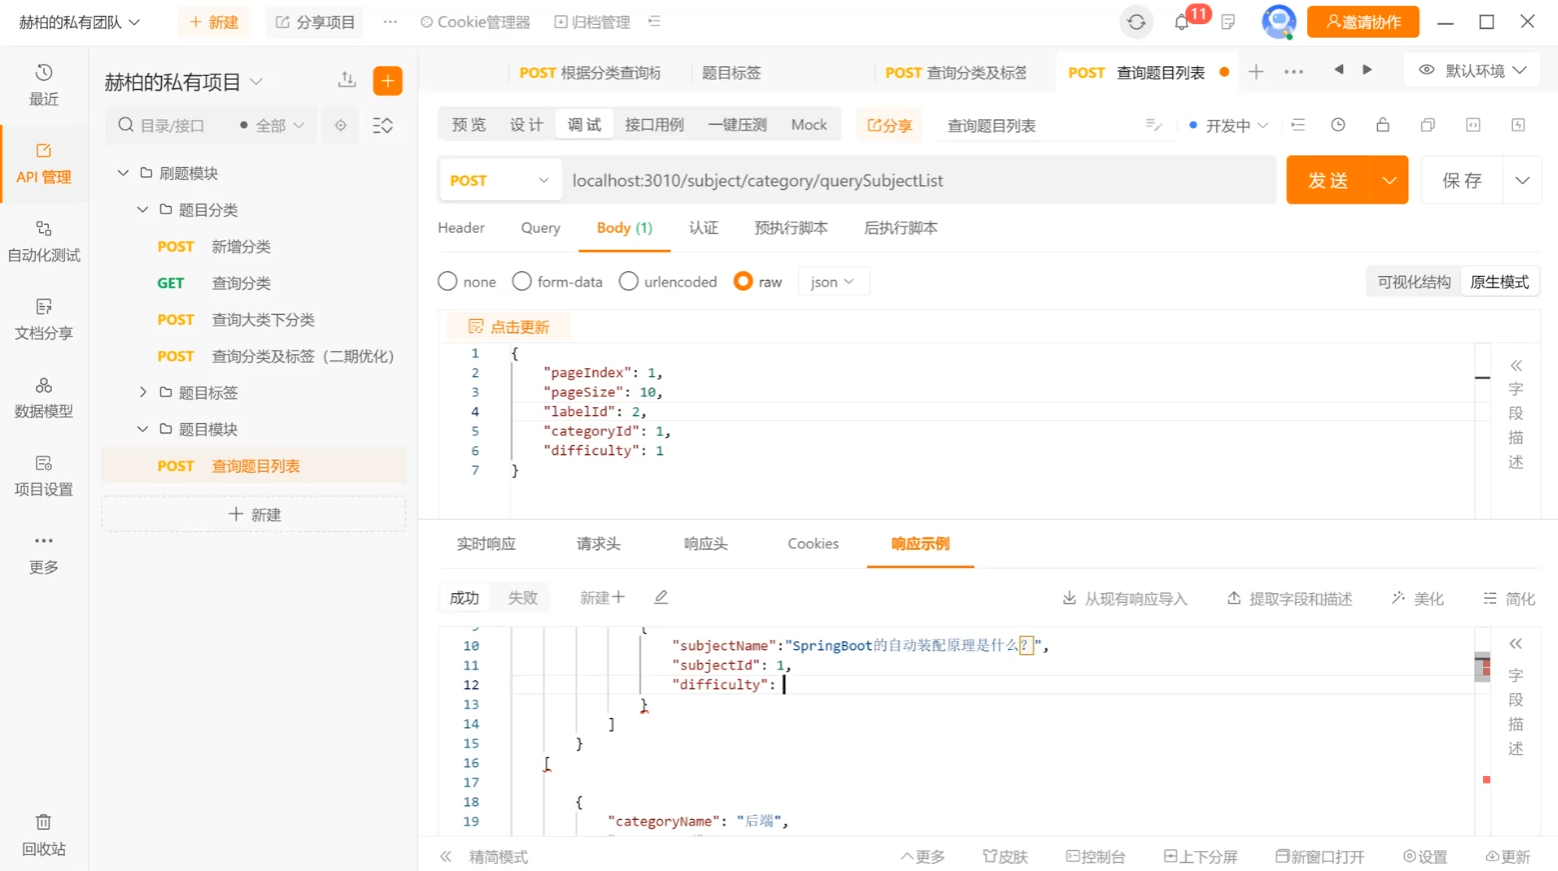 赫柏的私有团队
新建
分享项目
Cookie管理器
归档管理
11
邀请协作
最近
API 管理
自动化测试
文档分享
数据模型
项目设置
更多
回收站
赫柏的私有项目
目录/接口
全部
刷题模块
题目分类
POST 新增分类
GET 查询分类
POST 查询大类下分类
POST 查询分类及标签（二期优化）
题目标签
题目模块
POST 查询题目列表
新建
POST 根据分类查询标
题目标签
POST 查询分类及标签
POST 查询题目列表
默认环境
预览 设计 调试 接口用例 一键压测 Mock
分享
查询题目列表
开发中
POST
localhost:3010/subject/category/querySubjectList
发送
保存
Header Query Body (1) 认证 预执行脚本 后执行脚本
none form-data urlencoded raw json
可视化结构 原生模式
点击更新
1 {
2 "pageIndex": 1,
3 "pageSize": 10,
4 "labelId": 2,
5 "categoryId": 1,
6 "difficulty": 1
7 }
字段描述
实时响应 请求头 响应头 Cookies 响应示例
成功 失败 新建
从现有响应导入 提取字段和描述 美化 简化
{
10 "subjectName":"SpringBoot的自动装配原理是什么？",
11 "subjectId": 1,
12 "difficulty":
13 }
14 ]
15 }
16 [
17
18 {
19 "categoryName": "后端",
字段描述
精简模式
更多 皮肤 控制台 上下分屏 新窗口打开 设置 更新